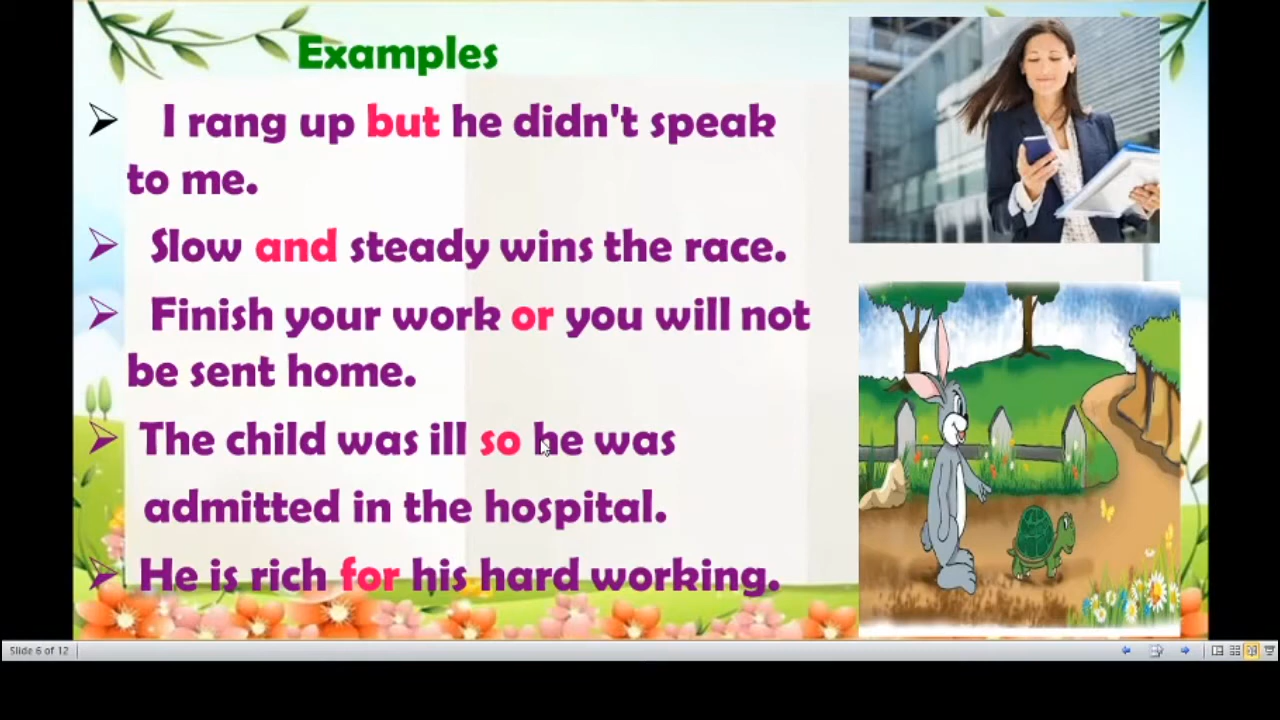 Examples
I rang up but he didn't speak
to me.
Slow and steady wins the race.
Finish your work or you will not
be sent home.
The child was ill so he was
admitted in the hospital.
He is rich for his hard working.
Slide 6 of 12